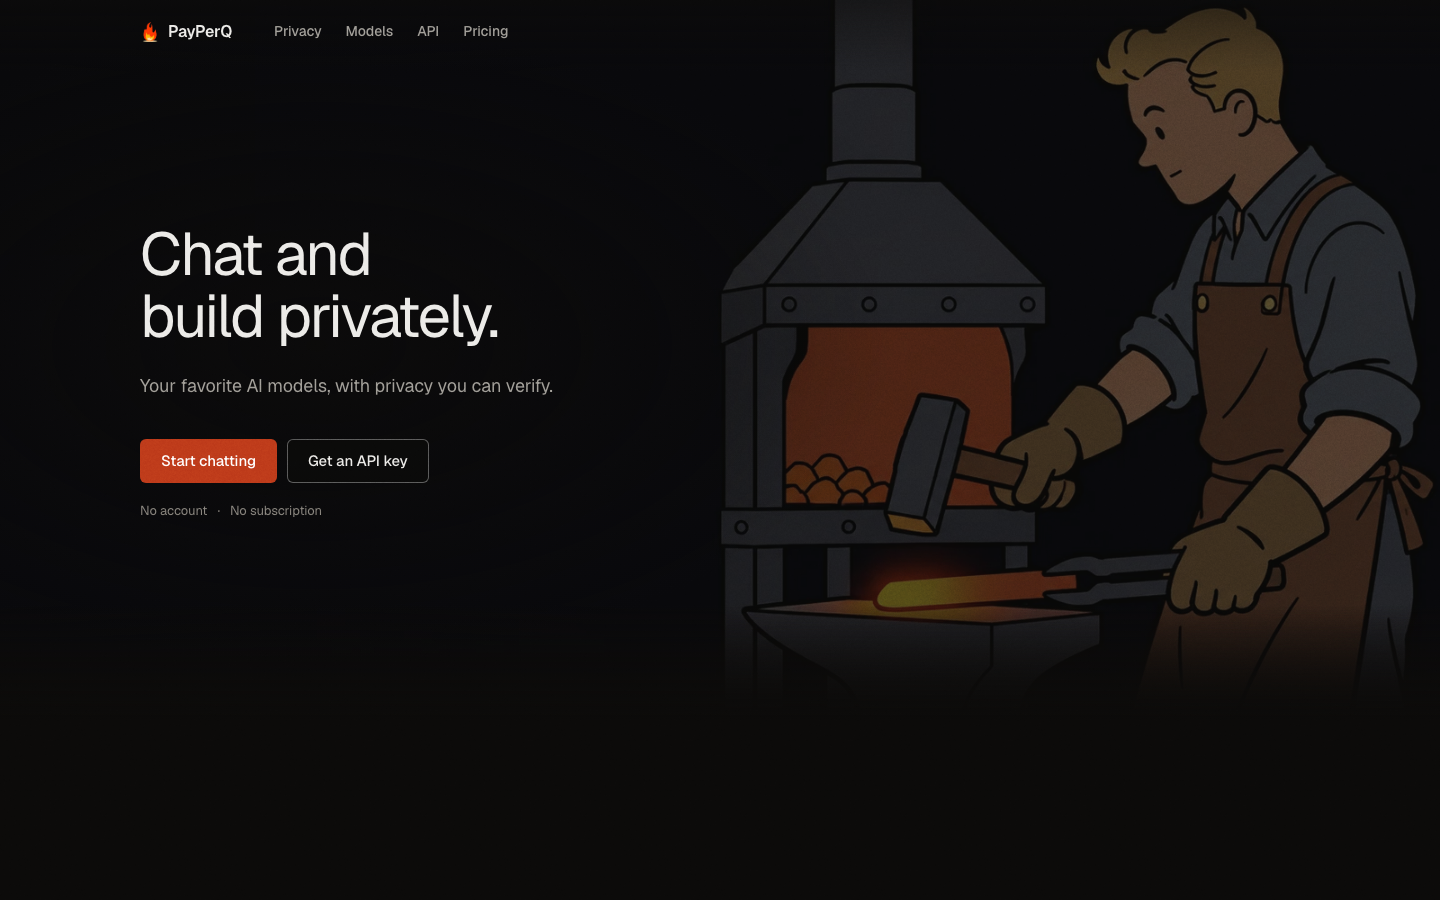 PayPerQ Privacy Models API Pricing
Chat and
build privately.
Your favorite AI models, with privacy you can verify.
Start chatting Get an API key
No account · No subscription